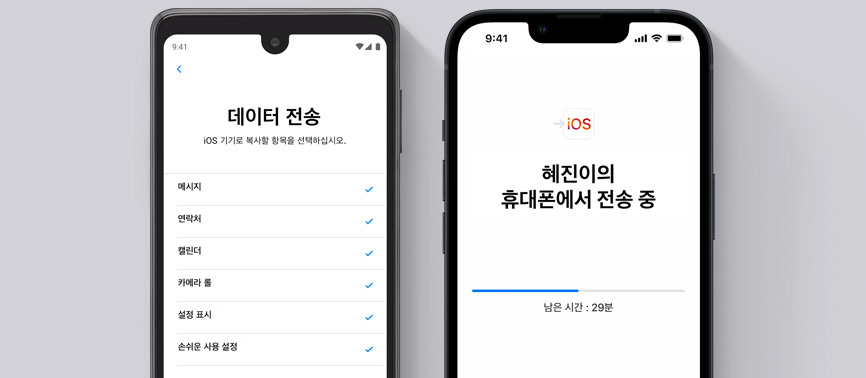 9:41
데이터 전송
iOS 기기로 복사할 항목을 선택하십시오.
메시지
연락처
캘린더
카메라 롤
설정 표시
손쉬운 사용 설정
9:41
iOS
혜진이의
휴대폰에서 전송 중
남은 시간 : 29분